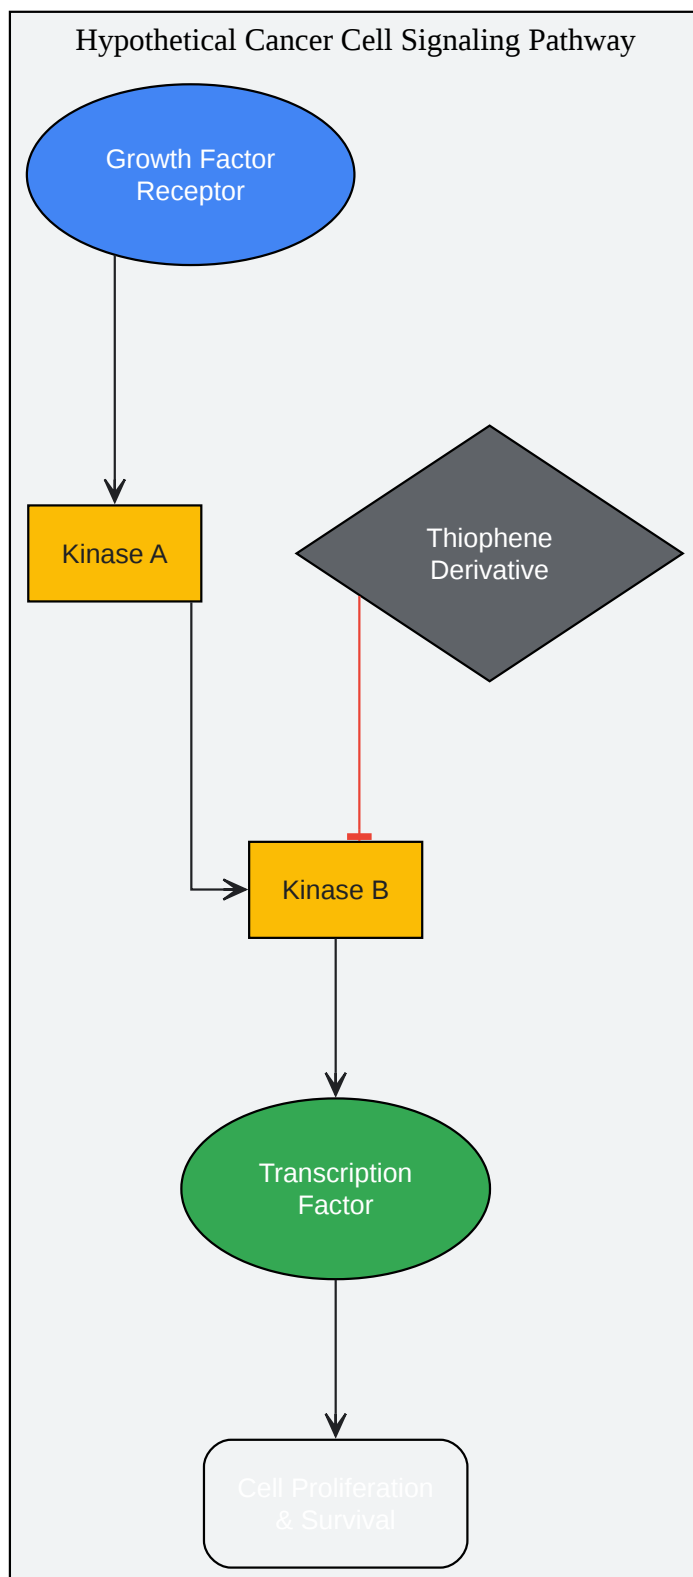 Hypothetical Cancer Cell Signaling Pathway
Growth Factor
Receptor
Kinase A
Thiophene
Derivative
Kinase B
Transcription
Factor
Cell Proliferation
& Survival